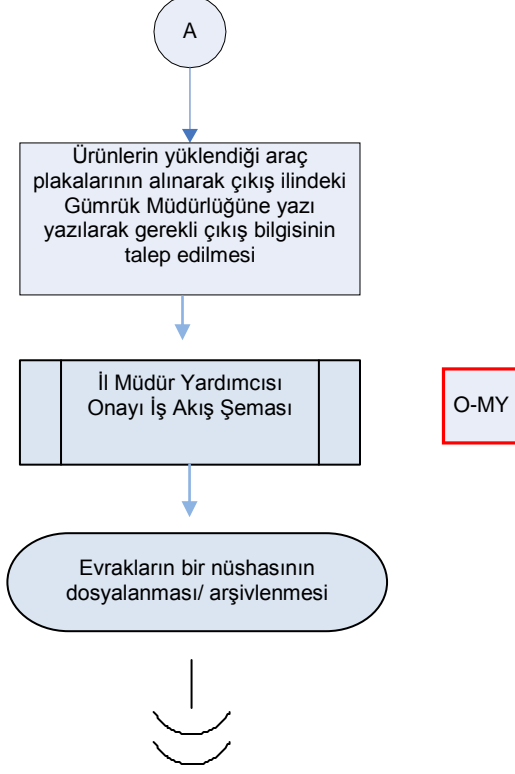 A
Ürünlerin yüklendiği araç
plakalarının alınarak çıkış ilindeki
Gümrük Müdürlüğüne yazı
yazılarak gerekli çıkış bilgisinin
talep edilmesi
İl Müdür Yardımcısı
Onayı İş Akış Şeması
O-MY
Evrakların bir nüshasının
dosyalanması/ arşivlenmesi